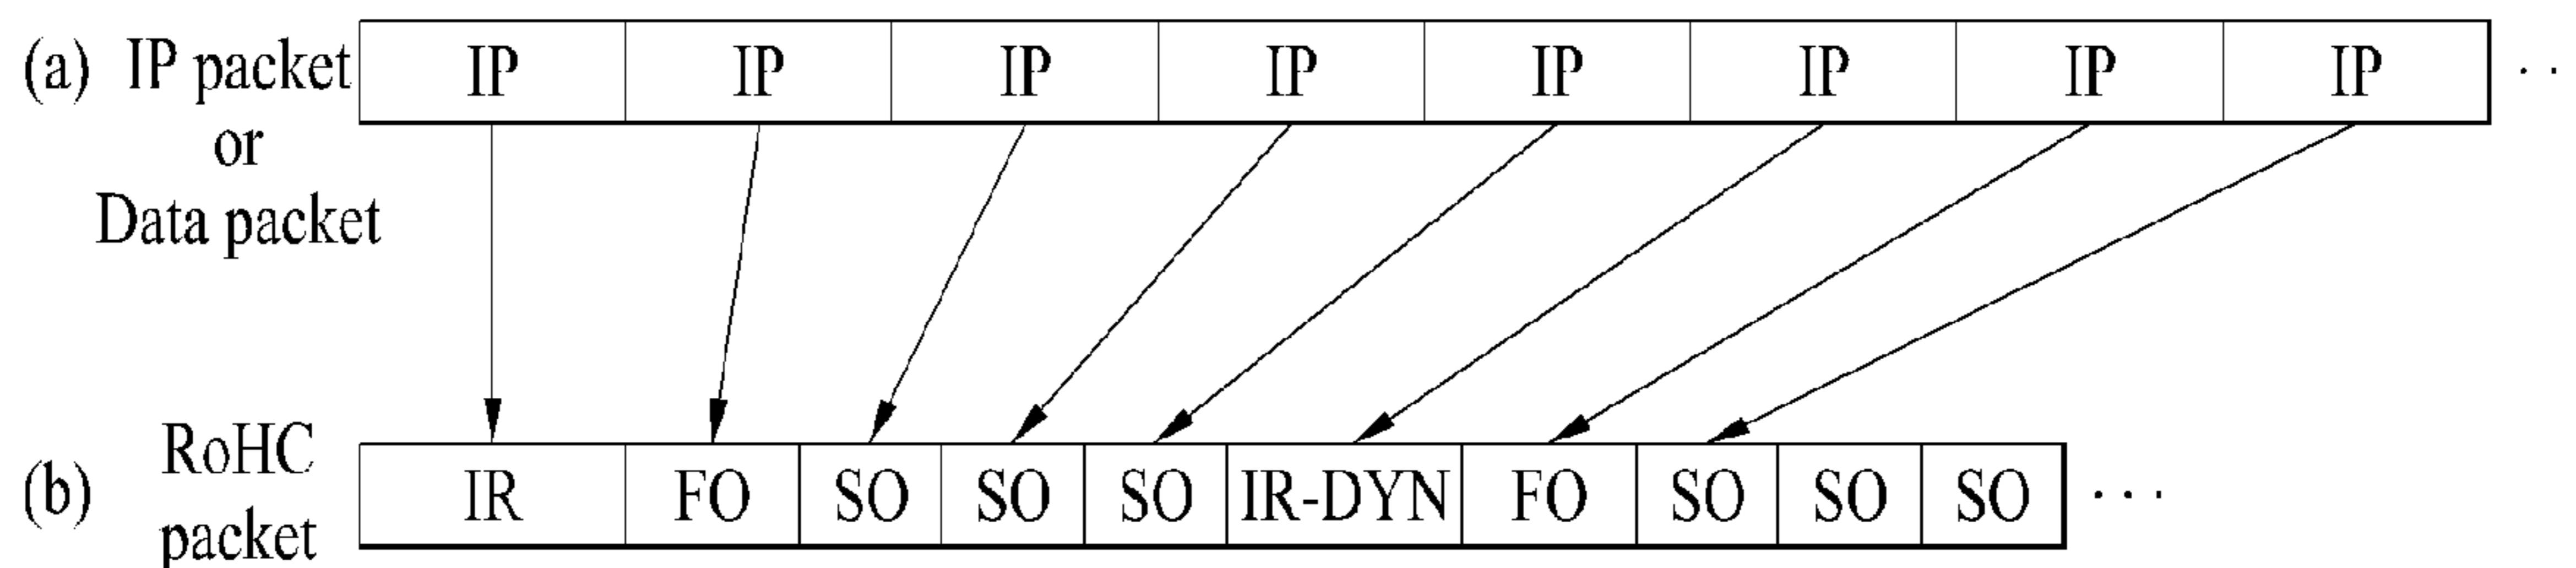 (a) IP packet IP IP IP IP IP IP IP IP . .
or
Data packet
RoHC
(b) packet IR FO SO SO SO IR-DYN FO SO SO SO . . .